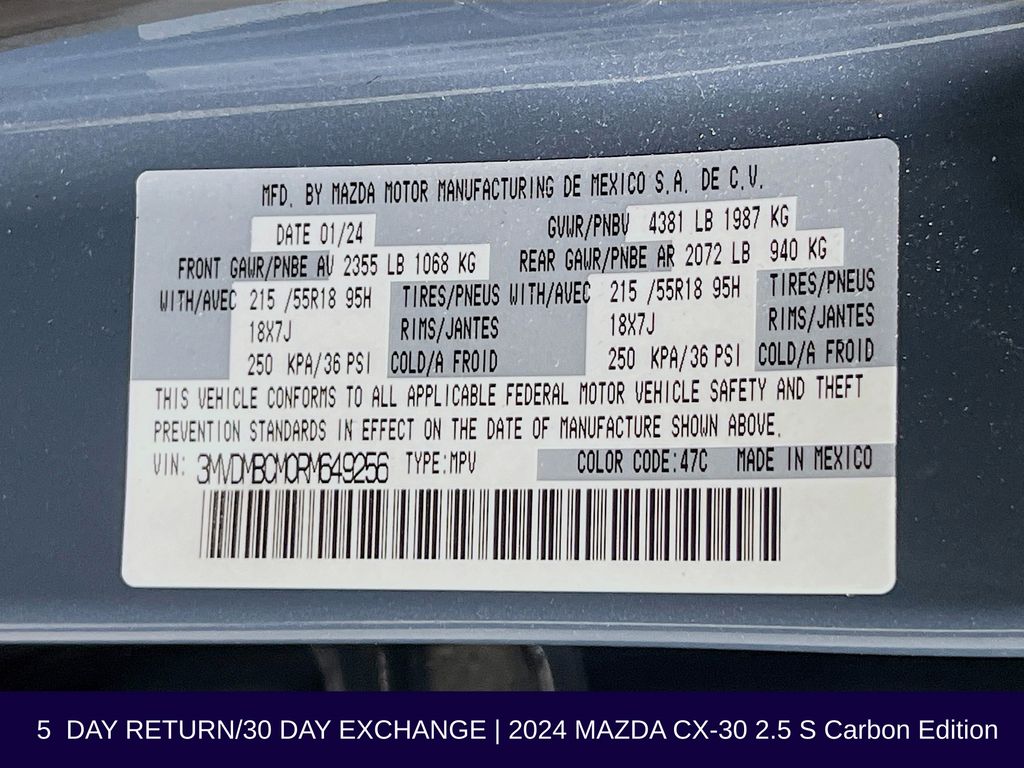 MFD. BY MAZDA MOTOR MANUFACTURING DE MEXICO S.A. DE C.V.
DATE 01/24 GVWR/PNBV 4381 LB 1987 KG
FRONT GAWR/PNBE AV 2355 LB 1068 KG REAR GAWR/PNBE AR 2072 LB 940 KG
WITH/AVEC 215 /55R18 95H TIRES/PNEUS WITH/AVEC 215 /55R18 95H TIRES/PNEUS
18X7J RIMS/JANTES 18X7J RIMS/JANTES
250 KPA/36 PSI COLD/A FROID 250 KPA/36 PSI COLD/A FROID
THIS VEHICLE CONFORMS TO ALL APPLICABLE FEDERAL MOTOR VEHICLE SAFETY AND THEFT
PREVENTION STANDARDS IN EFFECT ON THE DATE OF MANUFACTURE SHOWN ABOVE.
VIN: 3MVDMBCM0RM649256 TYPE:MPV COLOR CODE:47C MADE IN MEXICO
5 DAY RETURN/30 DAY EXCHANGE | 2024 MAZDA CX-30 2.5 S Carbon Edition